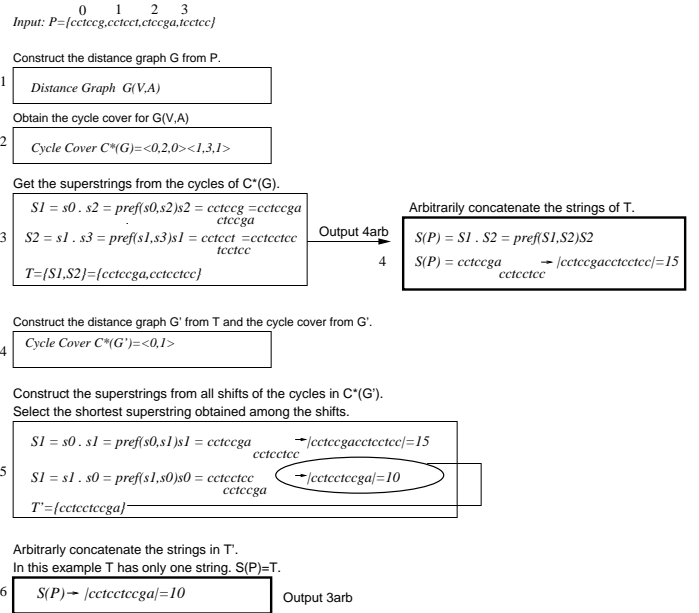 0 1 2 3
Input: P={cctccg,cctcct,ctccga,tcctcc}
Construct the distance graph G from P.
1
Distance Graph G(V,A)
Obtain the cycle cover for G(V,A)
2
Cycle Cover C*(G)=<0,2,0><1,3,1>
Get the superstrings from the cycles of C*(G).
3
S1 = s0 . s2 = pref(s0,s2)s2 = cctccg =cctccga
ctccga
S2 = s1 . s3 = pref(s1,s3)s1 = cctcct =cctcctcc
tcctcc
T={S1,S2}={cctccga,cctcctcc}
Output 4arb
Arbitrarily concatenate the strings of T.
4
S(P) = S1 . S2 = pref(S1,S2)S2
S(P) = cctccga → |cctccgacctcctcc|=15
cctcctcc
Construct the distance graph G' from T and the cycle cover from G'.
4
Cycle Cover C*(G')=<0,1>
Construct the superstrings from all shifts of the cycles in C*(G').
Select the shortest superstring obtained among the shifts.
5
S1 = s0 . s1 = pref(s0,s1)s1 = cctccga → |cctccgacctcctcc|=15
cctcctcc
S1 = s1 . s0 = pref(s1,s0)s0 = cctcctcc → |cctcctccga|=10
cctccga
T'={cctcctccga}
Arbitrarly concatenate the strings in T'.
In this example T has only one string. S(P)=T.
6
S(P)→ |cctcctccga|=10
Output 3arb